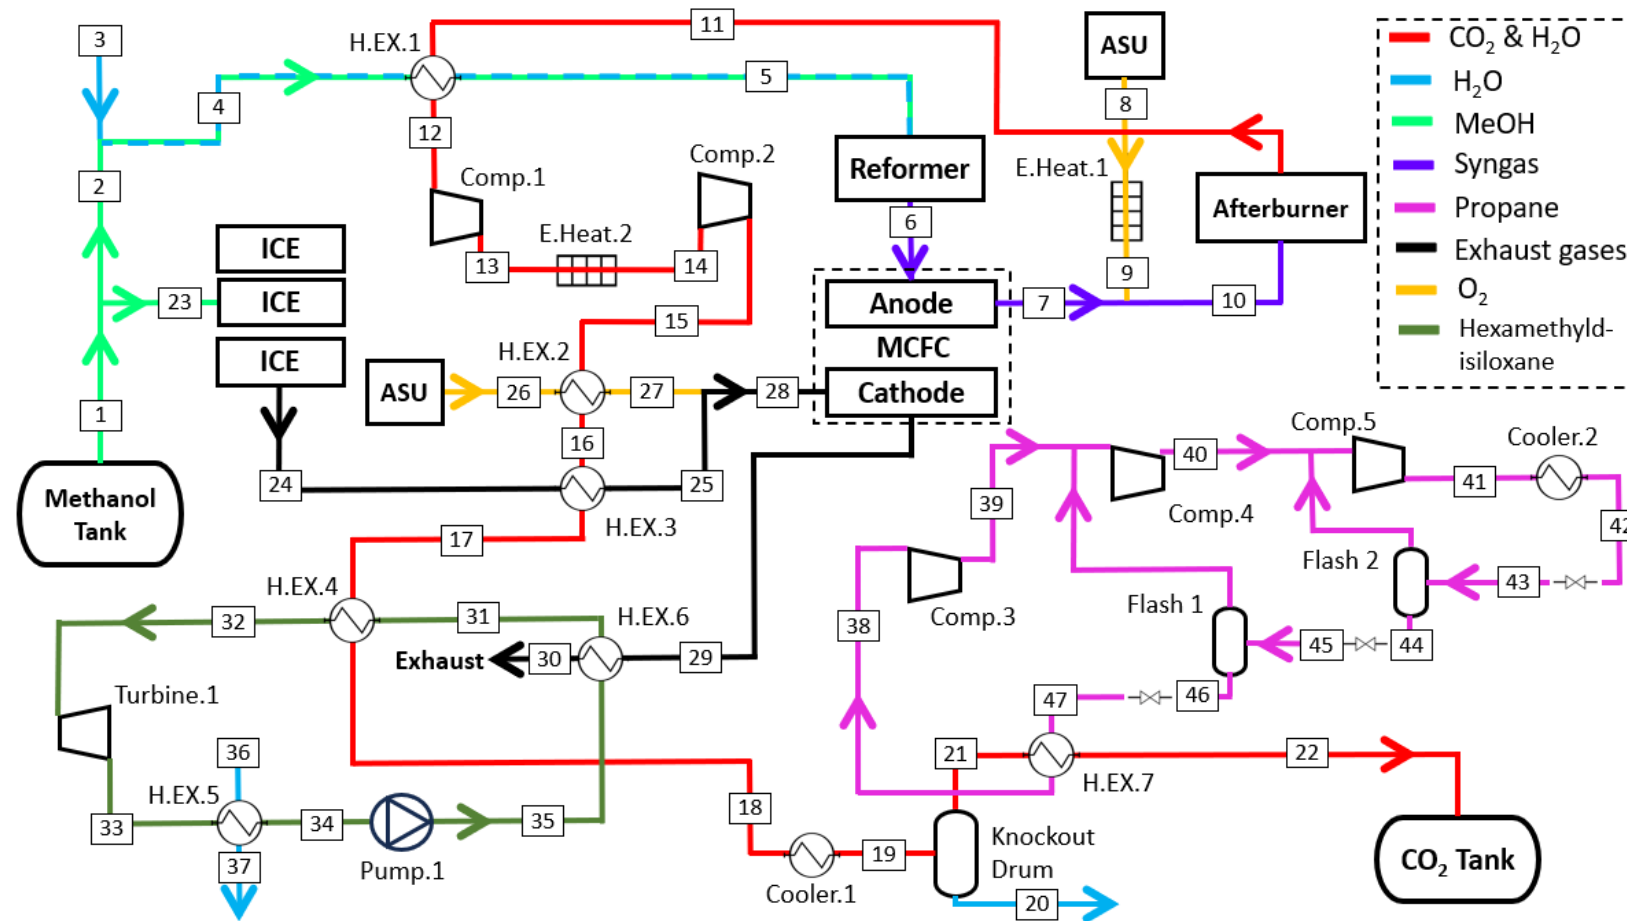 11
3
H.EX.1
ASU
CO₂ & H₂O
5
H₂O
4
8
12
MeOH
Comp.2
Reformer
E.Heat.1
Syngas
Comp.1
2
Afterburner
Propane
6
ICE
E.Heat.2
Exhaust gases
13
14
9
O₂
23
ICE
Anode
7
10
15
MCFC
Hexamethyld-
isiloxane
H.EX.2
ICE
ASU
26
27
28
Cathode
1
16
Comp.5
Cooler.2
40
24
25
41
Methanol
Tank
39
Comp.4
H.EX.3
42
17
Flash 2
43
H.EX.4
Flash 1
32
31
H.EX.6
38
Comp.3
45
44
Exhaust
30
29
Turbine.1
47
46
36
21
22
H.EX.7
H.EX.5
18
33
34
35
Knockout
Drum
37
Pump.1
19
CO₂ Tank
Cooler.1
20